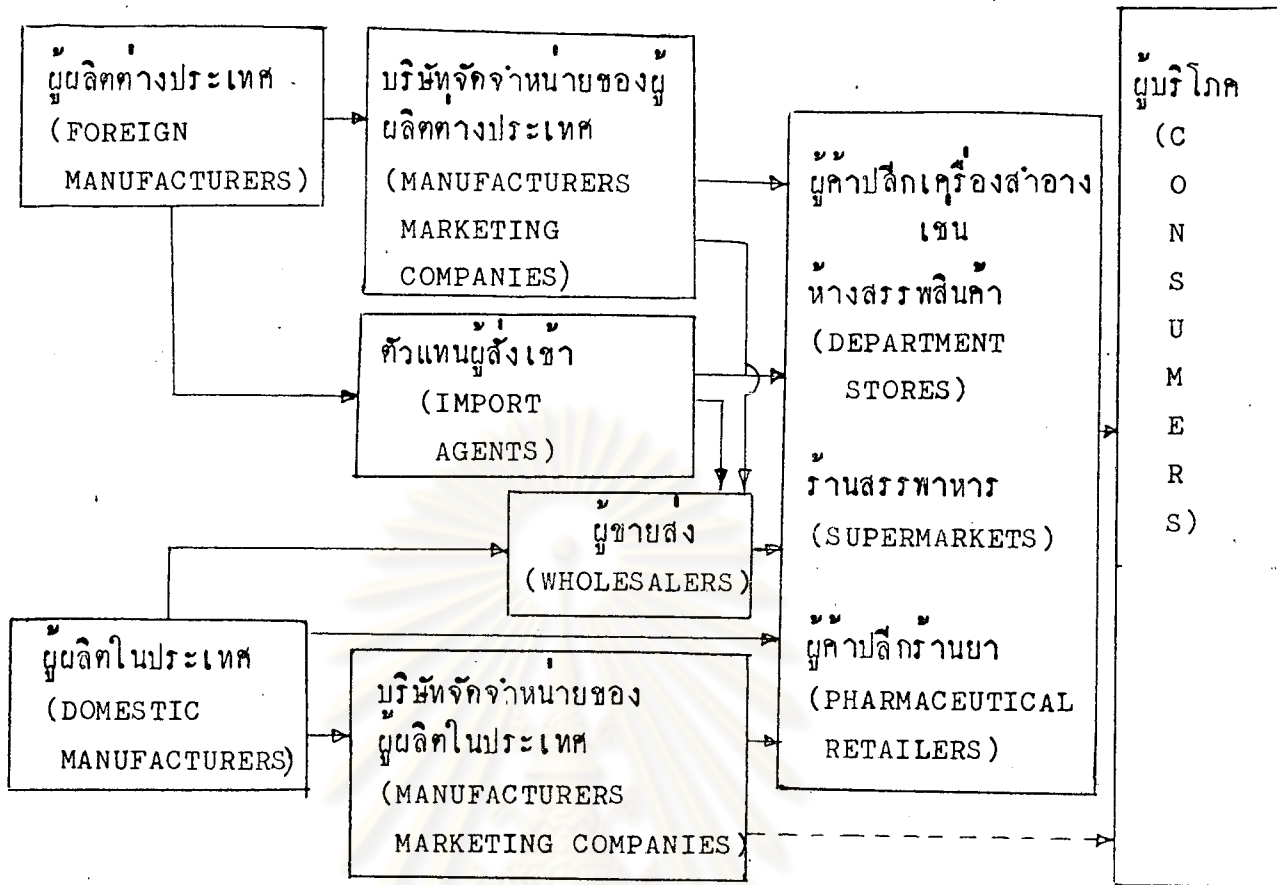 ผู้ผลิตต่างประเทศ
(FOREIGN
MANUFACTURERS)
บริษัทจัดจำหน่ายของผู้
ผลิตต่างประเทศ
(MANUFACTURERS
MARKETING
COMPANIES)
ตัวแทนผู้สั่งเข้า
(IMPORT
AGENTS)
ผู้ขายส่ง
(WHOLESALERS)
ผู้ผลิตในประเทศ
(DOMESTIC
MANUFACTURERS)
บริษัทจัดจำหน่ายของ
ผู้ผลิตในประเทศ
(MANUFACTURERS
MARKETING COMPANIES)
ผู้ค้าปลีกเครื่องสำอาง
เช่น
ห้างสรรพสินค้า
(DEPARTMENT
STORES)
ร้านสรรพาหาร
(SUPERMARKETS)
ผู้ค้าปลีกร้านยา
(PHARMACEUTICAL
RETAILERS)
ผู้บริโภค
(C
O
N
S
U
M
E
R
S)